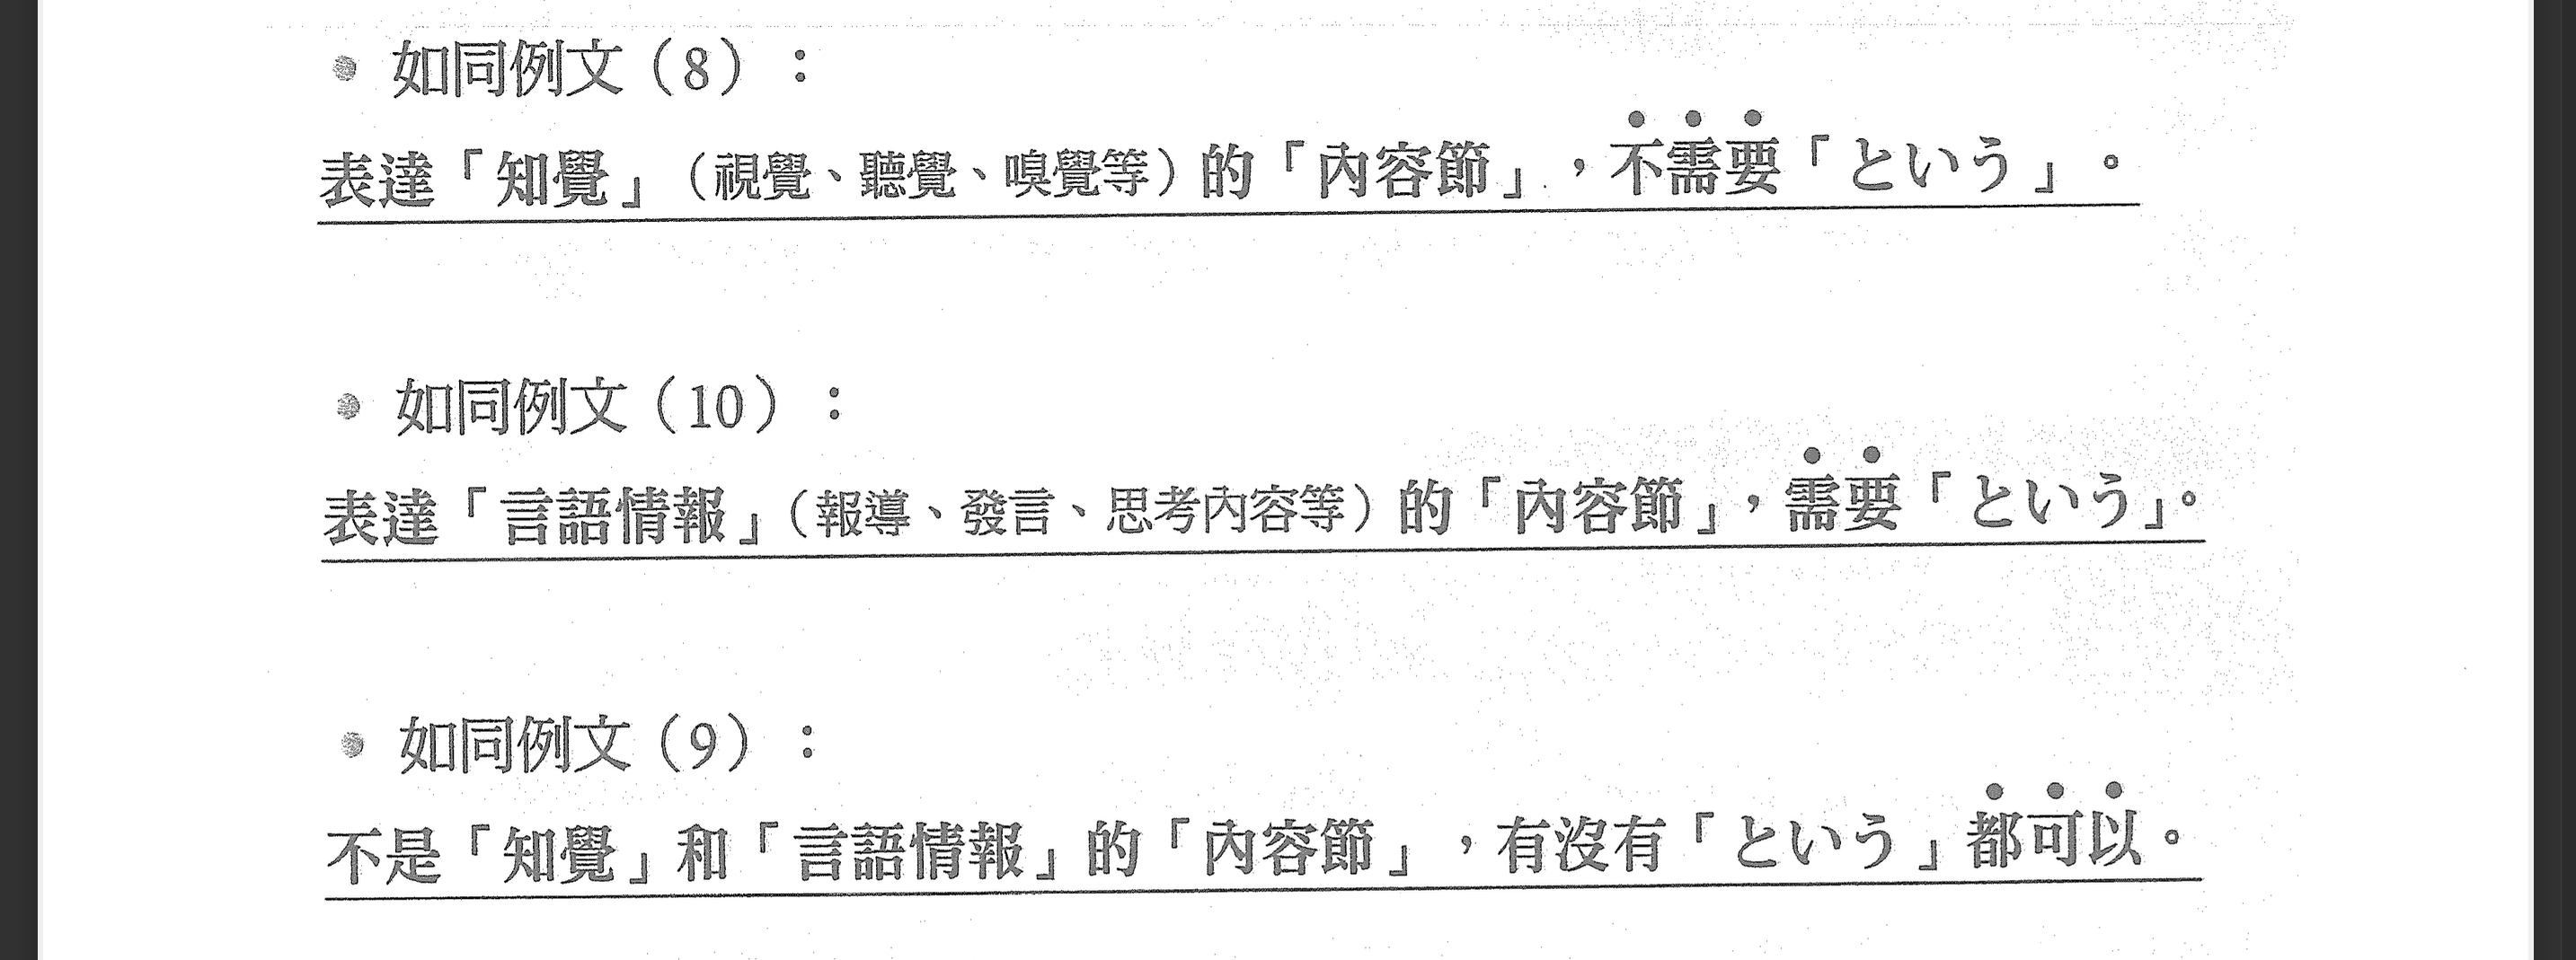 • 如同例文（8）：
表達「知覺」（視覺、聽覺、嗅覺等）的「內容節」，不需要「という」。
• 如同例文（10）：
表達「言語情報」（報導、發言、思考內容等）的「內容節」，需要「という」。
• 如同例文（9）：
不是「知覺」和「言語情報」的「內容節」，有沒有「という」都可以。